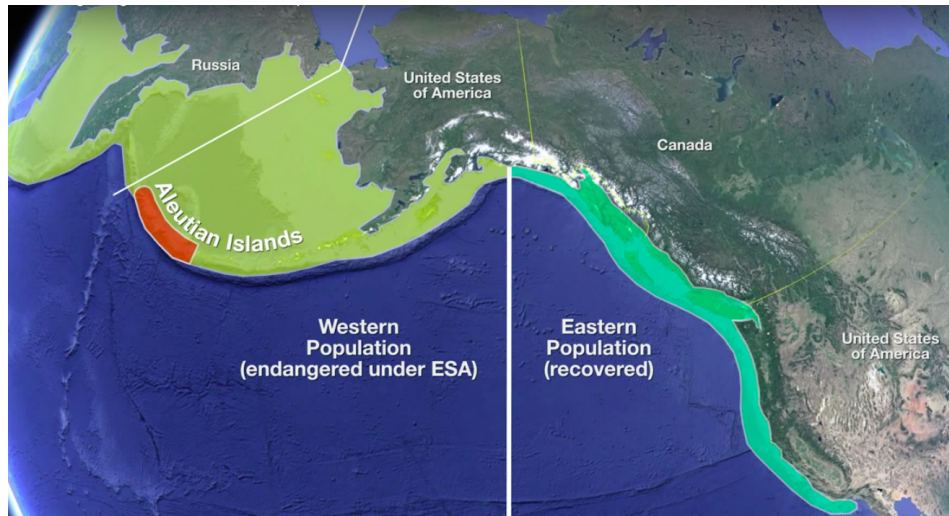 Russia
United States
of America
Canada
Aleutian Islands
Western
Population
(endangered under ESA)
Eastern
Population
(recovered)
United States
of America